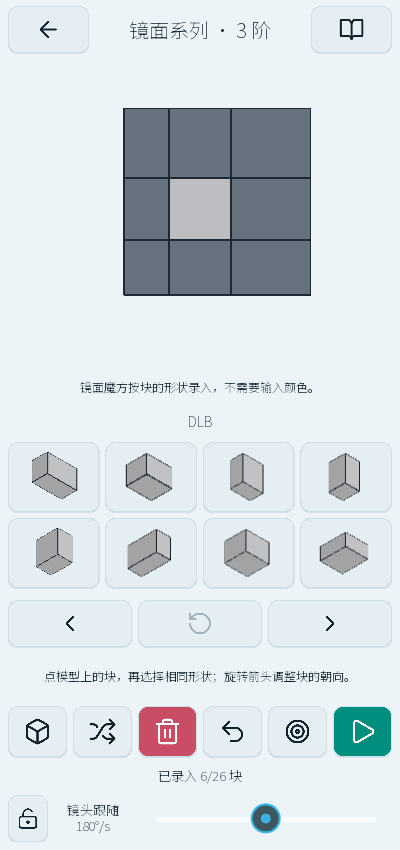 镜面系列 · 3 阶
镜面魔方按块的形状录入，不需要输入颜色。
DLB
点模型上的块，再选择相同形状；旋转箭头调整块的朝向。
已录入 6/26 块
镜头跟随
180°/s